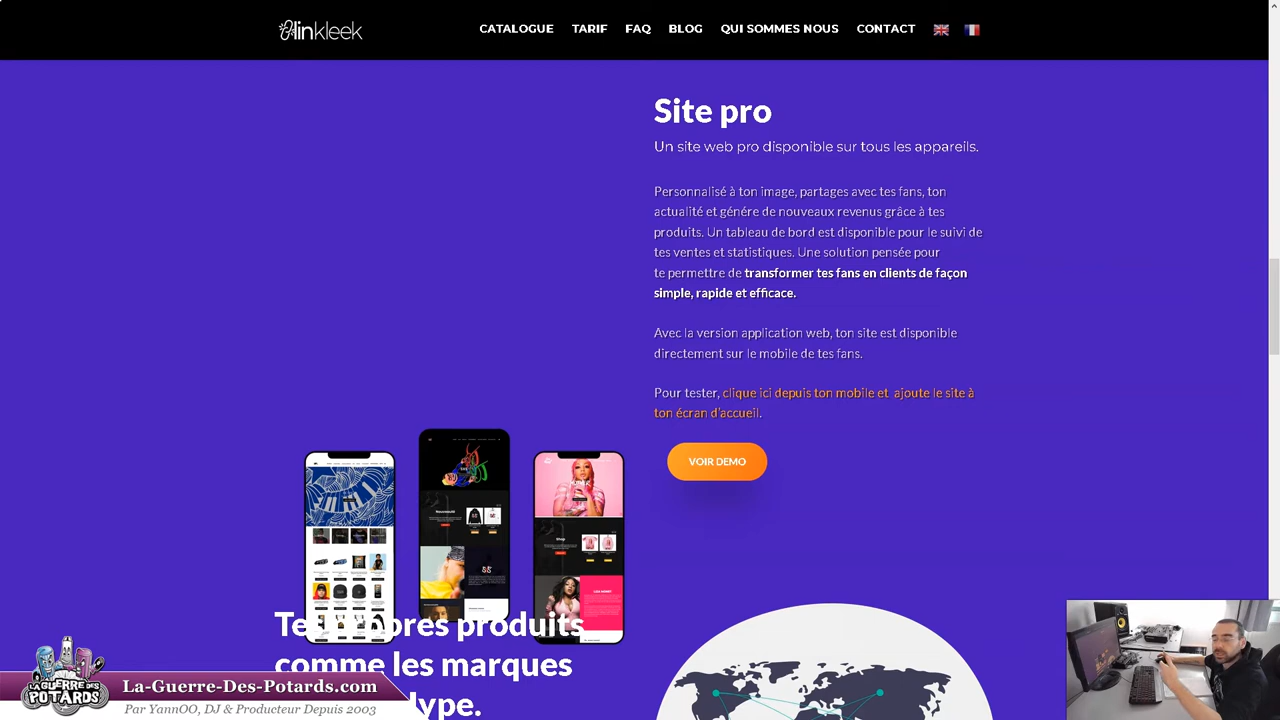 linkleek
CATALOGUE TARIF FAQ BLOG QUI SOMMES NOUS CONTACT
Site pro
Un site web pro disponible sur tous les appareils.
Personnalisé à ton image, partages avec tes fans, ton
actualité et génére de nouveaux revenus grâce à tes
produits. Un tableau de bord est disponible pour le suivi de
tes ventes et statistiques. Une solution pensée pour
te permettre de transformer tes fans en clients de façon
simple, rapide et efficace.
Avec la version application web, ton site est disponible
directement sur le mobile de tes fans.
Pour tester, clique ici depuis ton mobile et ajoute le site à
ton écran d'accueil.
VOIR DEMO
produits
comme les marques
LA GUERRE DES
POTARDS
La-Guerre-Des-Potards.com
Par YannOO, DJ & Producteur Depuis 2003